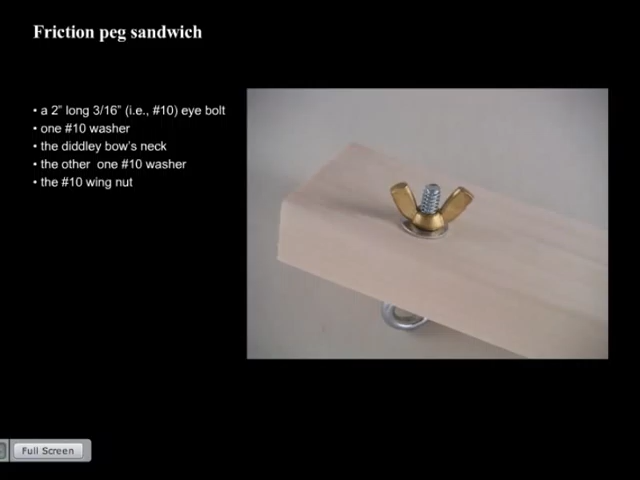 Friction peg sandwich
• a 2” long 3/16” (i.e., #10) eye bolt
• one #10 washer
• the diddley bow’s neck
• the other  one #10 washer
• the #10 wing nut
Full Screen